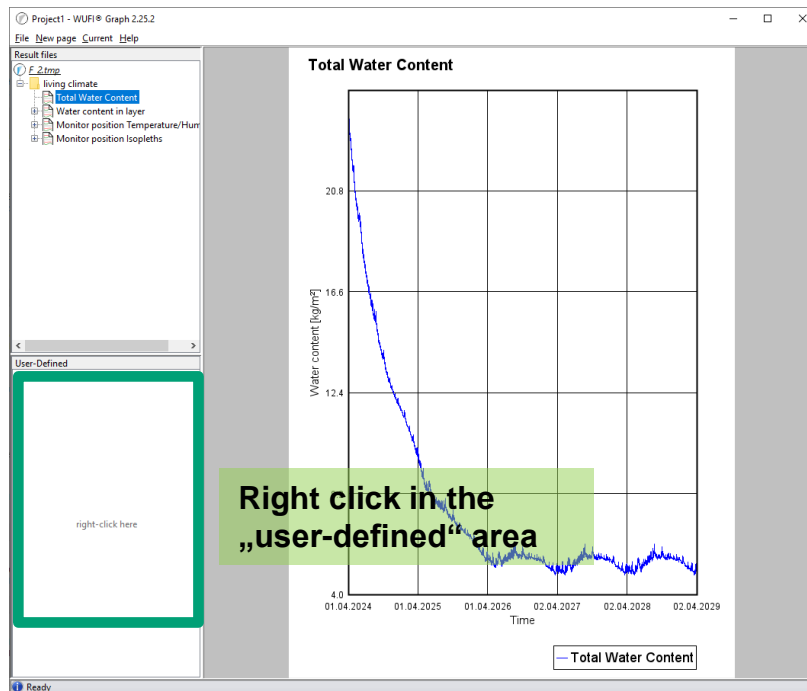 Project1 - WUFI® Graph 2.25.2
File New page Current Help
Result files
F_2.tmp
living climate
Total Water Content
Water content in layer
Monitor position Temperature/Hum
Monitor position Isopleths
User-Defined
right-click here
Total Water Content
20.8
16.6
12.4
4.0
Water content [kg/m²]
01.04.2024 01.04.2025 01.04.2026 02.04.2027 02.04.2028 02.04.2029
Time
Total Water Content
Right click in the
„user-defined“ area
Ready